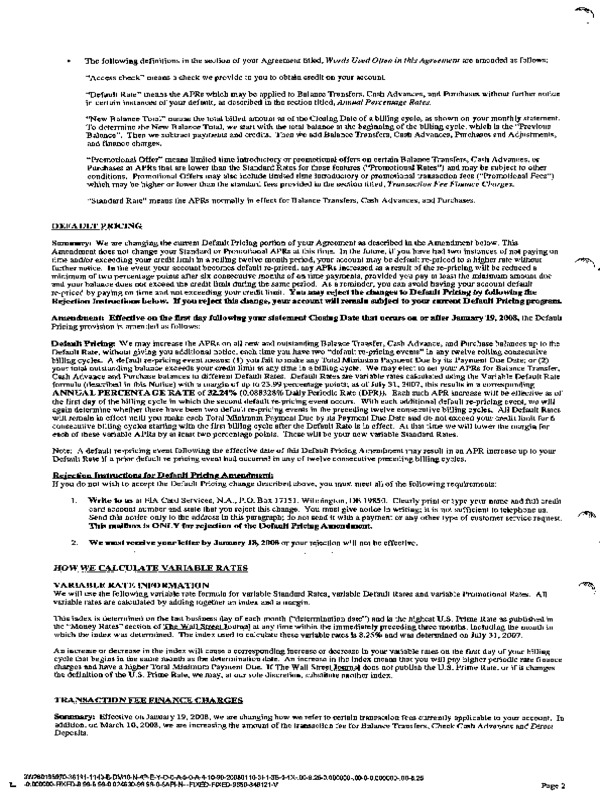 • The following definitions in the section of your Agreement titled, Words Used Often in this Agreement are amended as follows:
"Access check" means a check we provide to you to obtain credit on your account.
"Default Rate" means the APRs which may be applied to Balance Transfers, Cash Advances, and Purchases without further notice
in certain instances of your default, as described in the section titled, Annual Percentage Rates.
"New Balance Total" means the total billed amount as of the Closing Date of a billing cycle, as shown on your monthly statement.
To determine the New Balance Total, we start with the total balance at the beginning of the billing cycle, which is the "Previous
Balance". Then we subtract payments and credits. Then we add Balance Transfers, Cash Advances, Purchases and Adjustments,
and finance charges.
"Promotional Offer" means limited time introductory or promotional offers on certain Balance Transfers, Cash Advances, or
Purchases at APRs that are lower than the Standard Rates for those features ("Promotional Rates") and may be subject to other
conditions. Promotional Offers may also include limited time introductory or promotional transaction fees ("Promotional Fees")
which may be higher or lower than the standard fees provided in the section titled, Transaction Fee Finance Charges.
"Standard Rate" means the APRs normally in effect for Balance Transfers, Cash Advances, and Purchases.
DEFAULT PRICING
Summary: We are changing the current Default Pricing portion of your Agreement as described in the Amendment below. This
Amendment does not change your Standard or Promotional APRs at this time. In the future, if you have had two instances of not paying on
time and/or exceeding your credit limit in a rolling twelve month period, your account may be default re-priced to a higher rate without
further notice. In the event your account becomes default re-priced, any APRs increased as a result of the re-pricing will be reduced a
minimum of two percentage points after six consecutive months of on time payments, provided you pay at least the minimum amount due
and your balance does not exceed the credit limit during the same period. As a reminder, you can avoid having your account default
re-priced by paying on time and not exceeding your credit limit. You may reject the changes to Default Pricing by following the
Rejection Instructions below. If you reject this change, your account will remain subject to your current Default Pricing program.
Amendment: Effective on the first day following your statement Closing Date that occurs on or after January 19, 2008, the Default
Pricing provision is amended as follows:
Default Pricing: We may increase the APRs on all new and outstanding Balance Transfer, Cash Advance, and Purchase balances up to the
Default Rate, without giving you additional notice, each time you have two "default re-pricing events" in any twelve rolling consecutive
billing cycles. A default re-pricing event means: (1) you fail to make any Total Minimum Payment Due by its Payment Due Date; or (2)
your total outstanding balance exceeds your credit limit at any time in a billing cycle. We may elect to set your APRs for Balance Transfer,
Cash Advance and Purchase balances to different Default Rates. Default Rates are variable rates calculated using the Variable Default Rate
formula (described in this Notice) with a margin of up to 23.99 percentage points; as of July 31, 2007, this results in a corresponding
ANNUAL PERCENTAGE RATE of 32.24% (0.088328% Daily Periodic Rate (DPR)). Each such APR increase will be effective as of
the first day of the billing cycle in which the second default re-pricing event occurs. With each additional default re-pricing event, we will
again determine whether there have been two default re-pricing events in the preceding twelve consecutive billing cycles. All Default Rates
will remain in effect until you make each Total Minimum Payment Due by its Payment Due Date and do not exceed your credit limit for 6
consecutive billing cycles starting with the first billing cycle after the Default Rate is in effect. At that time we will lower the margin for
each of these variable APRs by at least two percentage points. These will be your new variable Standard Rates.
Note: A default re-pricing event following the effective date of this Default Pricing Amendment may result in an APR increase up to your
Default Rate if a prior default re-pricing event had occurred in any of twelve consecutive preceding billing cycles.
Rejection Instructions for Default Pricing Amendment:
If you do not wish to accept the Default Pricing change described above, you must meet all of the following requirements:
1. Write to us at FIA Card Services, N.A., P.O. Box 17151, Wilmington, DE 19850. Clearly print or type your name and full credit
card account number and state that you reject this change. You must give notice in writing; it is not sufficient to telephone us.
Send this notice only to the address in this paragraph; do not send it with a payment or any other type of customer service request.
This mailbox is ONLY for rejection of the Default Pricing Amendment.
2. We must receive your letter by January 18, 2008 or your rejection will not be effective.
HOW WE CALCULATE VARIABLE RATES
VARIABLE RATE INFORMATION
We will use the following variable rate formula for variable Standard Rates, variable Default Rates and variable Promotional Rates. All
variable rates are calculated by adding together an index and a margin.
This index is determined on the last business day of each month ("determination date") and is the highest U.S. Prime Rate as published in
the "Money Rates" section of The Wall Street Journal at any time within the immediately preceding three months, including the month in
which the index was determined. The index used to calculate these variable rates is 8.25% and was determined on July 31, 2007.
An increase or decrease in the index will cause a corresponding increase or decrease in your variable rates on the first day of your billing
cycle that begins in the same month as the determination date. An increase in the index means that you will pay higher periodic rate finance
charges and have a higher Total Minimum Payment Due. If The Wall Street Journal does not publish the U.S. Prime Rate, or if it changes
the definition of the U.S. Prime Rate, we may, at our sole discretion, substitute another index.
TRANSACTION FEE FINANCE CHARGES
Summary: Effective on January 19, 2008, we are changing how we refer to certain transaction fees currently applicable to your account. In
addition, on March 10, 2008, we are increasing the amount of the transaction fee for Balance Transfers, Check Cash Advances and Direct
Deposits.
Page 2